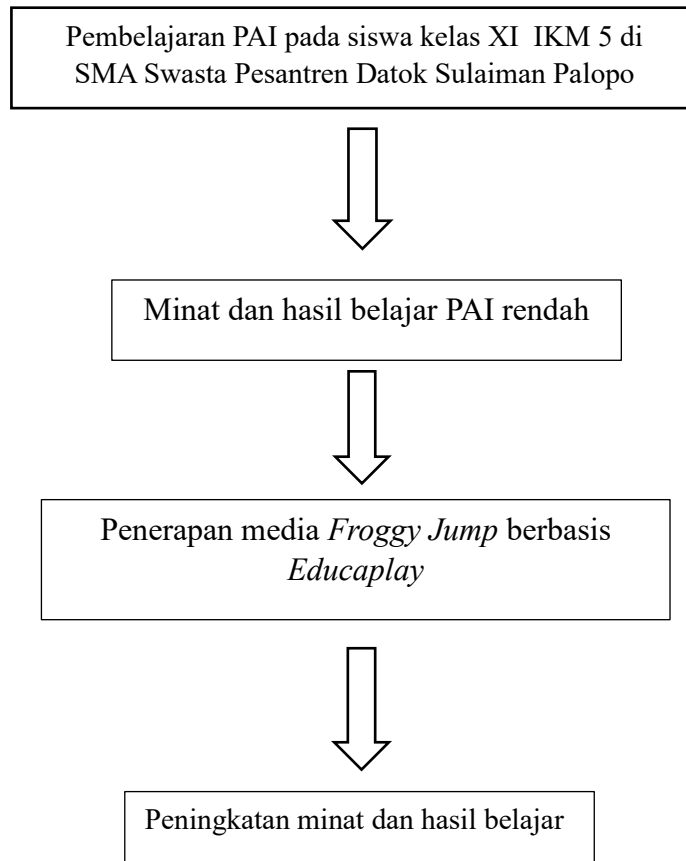 Pembelajaran PAI pada siswa kelas XI IKM 5 di
SMA Swasta Pesantren Datok Sulaiman Palopo
Minat dan hasil belajar PAI rendah
Penerapan media Froggy Jump berbasis
Educaplay
Peningkatan minat dan hasil belajar